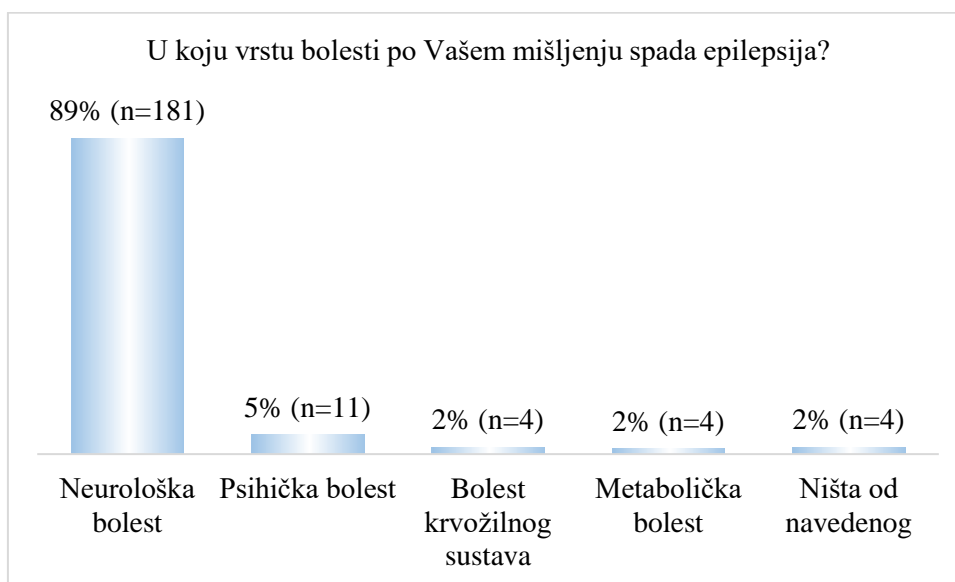 U koju vrstu bolesti po Vašem mišljenju spada epilepsija?
89% (n=181)
5% (n=11)
2% (n=4)
2% (n=4)
2% (n=4)
Neurološka
bolest
Psihička bolest
Bolest
krvožilnog
sustava
Metabolička
bolest
Ništa od
navedenog